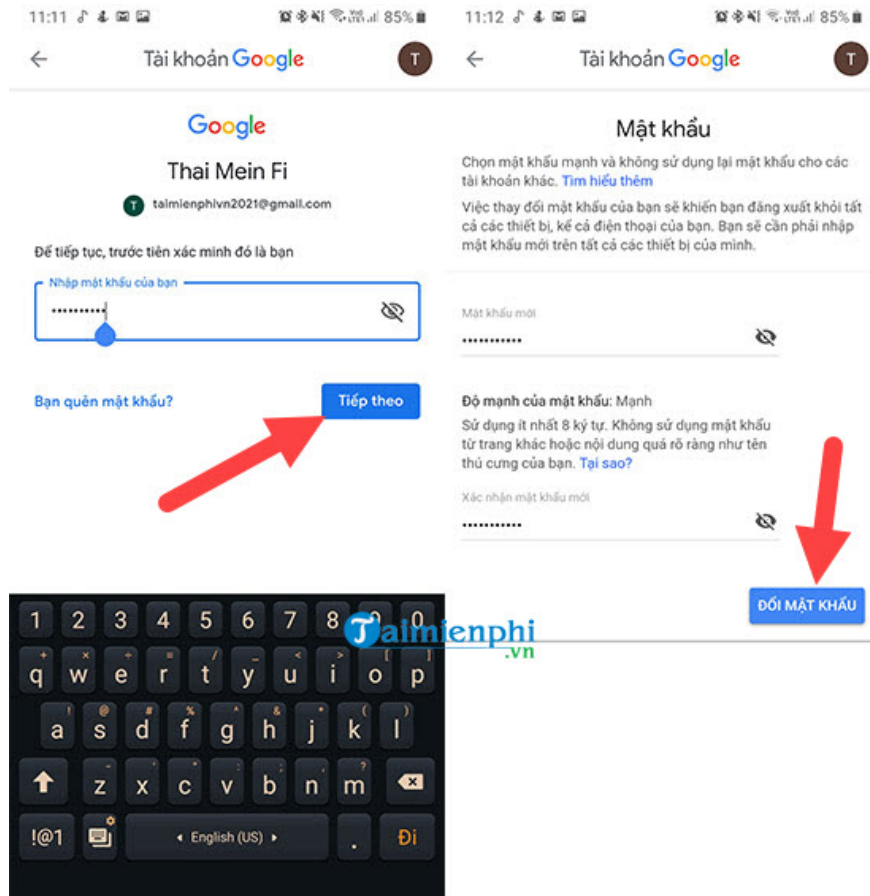 11:11
85%
Tài khoản Google
T
Google
Thai Mein Fi
T taimienphivn2021@gmail.com
Để tiếp tục, trước tiên xác minh đó là bạn
Nhập mật khẩu của bạn
••••••••••
Bạn quên mật khẩu?
Tiếp theo
1 2 3 4 5 6 7 8 9 0
q w e r t y u i o p
a s d f g h j k l
z x c v b n m
!@1
English (US)
.
Đi
11:12
85%
Tài khoản Google
T
Mật khẩu
Chọn mật khẩu mạnh và không sử dụng lại mật khẩu cho các
tài khoản khác. Tìm hiểu thêm
Việc thay đổi mật khẩu của bạn sẽ khiến bạn đăng xuất khỏi tất
cả các thiết bị, kể cả điện thoại của bạn. Bạn sẽ cần phải nhập
mật khẩu mới trên tất cả các thiết bị của mình.
Mật khẩu mới
•••••••••••
Độ mạnh của mật khẩu: Mạnh
Sử dụng ít nhất 8 ký tự. Không sử dụng mật khẩu
từ trang khác hoặc nội dung quá rõ ràng như tên
thú cưng của bạn. Tại sao?
Xác nhận mật khẩu mới
•••••••••••
ĐỔI MẬT KHẨU
Taimienphi
.vn